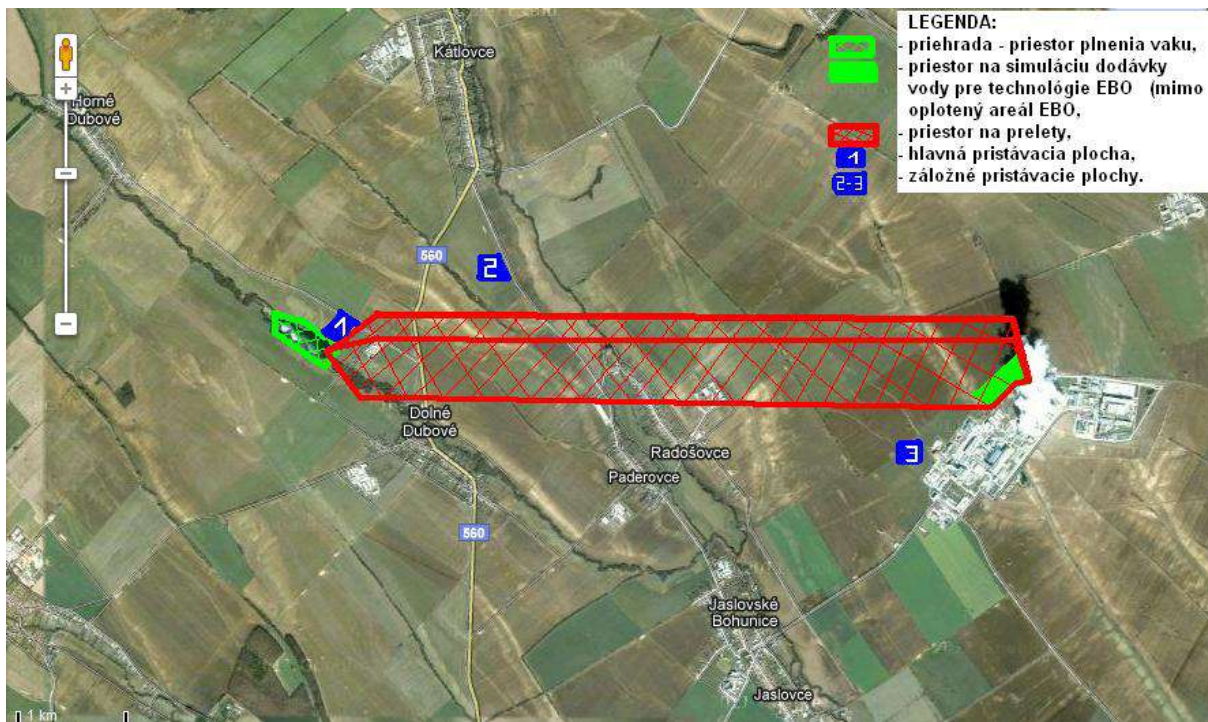 LEGENDA:
- priehrada - priestor plnenia vaku,
- priestor na simuláciu dodávky
vody pre technológie EBO (mimo
oplotený areál EBO,
- priestor na prelety,
1
- hlavná pristávacia plocha,
2-3
- záložné pristávacie plochy.
Kátlovce
Horné
Dubové
560
2
1
Dolné
Dubové
Radošovce
3
Paderovce
560
Jaslovské
Bohunice
Jaslovce
1 km